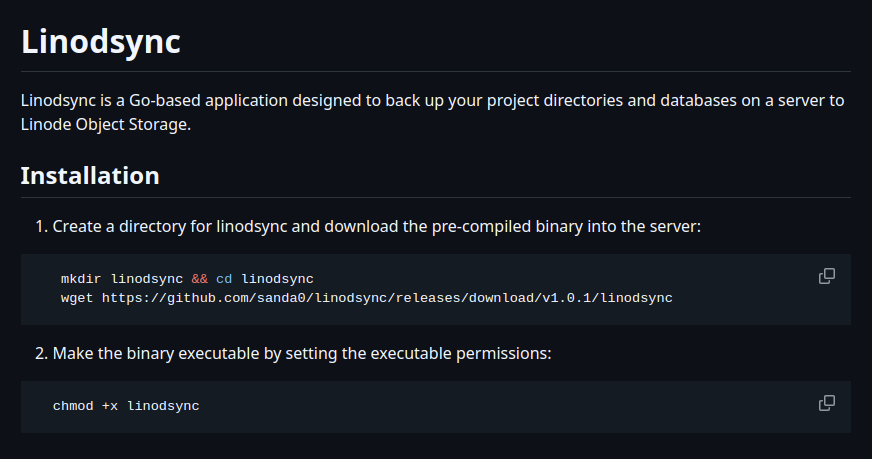 Linodsync
Linodsync is a Go-based application designed to back up your project directories and databases on a server to
Linode Object Storage.
Installation
1. Create a directory for linodsync and download the pre-compiled binary into the server:
mkdir linodsync && cd linodsync
wget https://github.com/sanda0/linodsync/releases/download/v1.0.1/linodsync
2. Make the binary executable by setting the executable permissions:
chmod +x linodsync